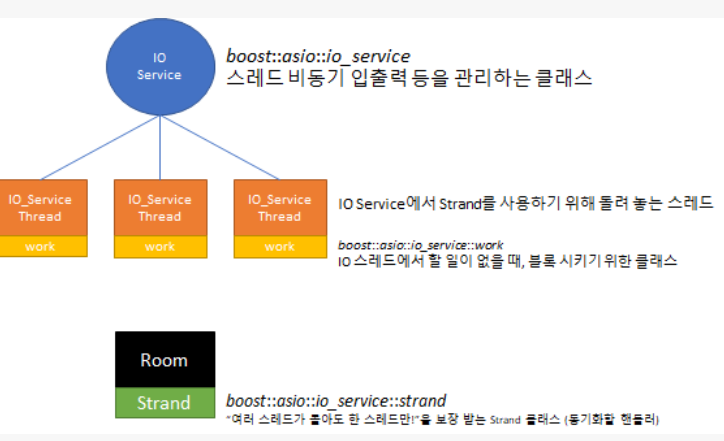 IO
Service
boost::asio::io_service
스레드 비동기 입출력 등을 관리하는 클래스
IO_Service
Thread
work
IO_Service
Thread
work
IO_Service
Thread
work
IO Service에서 Strand를 사용하기 위해 돌려 놓는 스레드
boost::asio::io_service::work
IO 스레드에서 할 일이 없을 때, 블록 시키기 위한 클래스
Room
Strand
boost::asio::io_service::strand
"여러 스레드가 돌아도 한 스레드만!"을 보장 받는 Strand 클래스 (동기화할 핸들러)